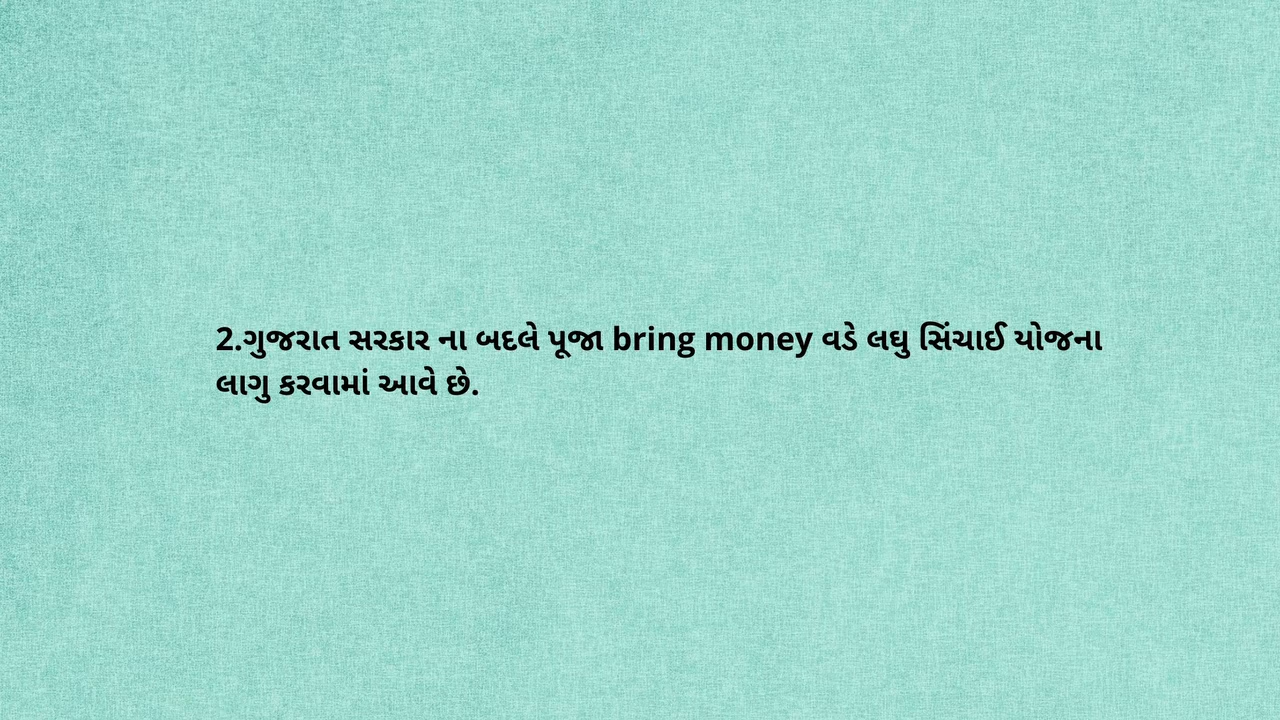 2.ગુજરાત સરકાર ના બદલે પૂજા bring money વડે લઘુ સિંચાઈ યોજના
લાગુ કરવામાં આવે છે.